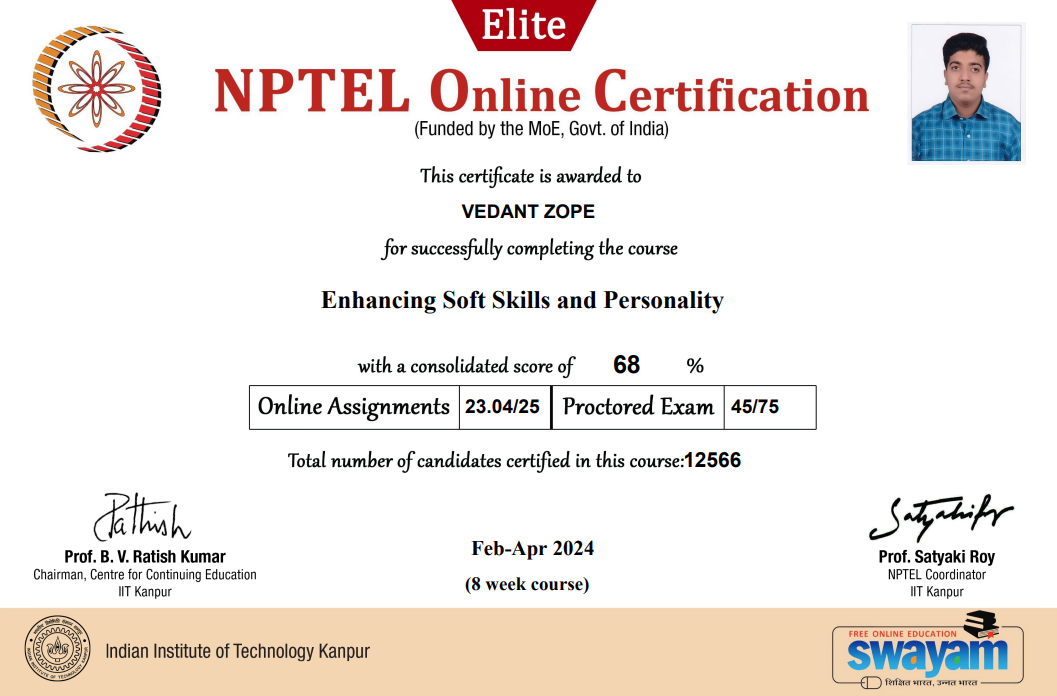 Elite
NPTEL Online Certification
(Funded by the MoE, Govt. of India)
This certificate is awarded to
VEDANT ZOPE
for successfully completing the course
Enhancing Soft Skills and Personality
with a consolidated score of 68 %
Online Assignments 23.04/25 Proctored Exam 45/75
Total number of candidates certified in this course:12566
Prof. B. V. Ratish Kumar
Chairman, Centre for Continuing Education
IIT Kanpur
Feb-Apr 2024
(8 week course)
Prof. Satyaki Roy
NPTEL Coordinator
IIT Kanpur
Indian Institute of Technology Kanpur
FREE ONLINE EDUCATION
swayam
शिक्षित भारत, उन्नत भारत